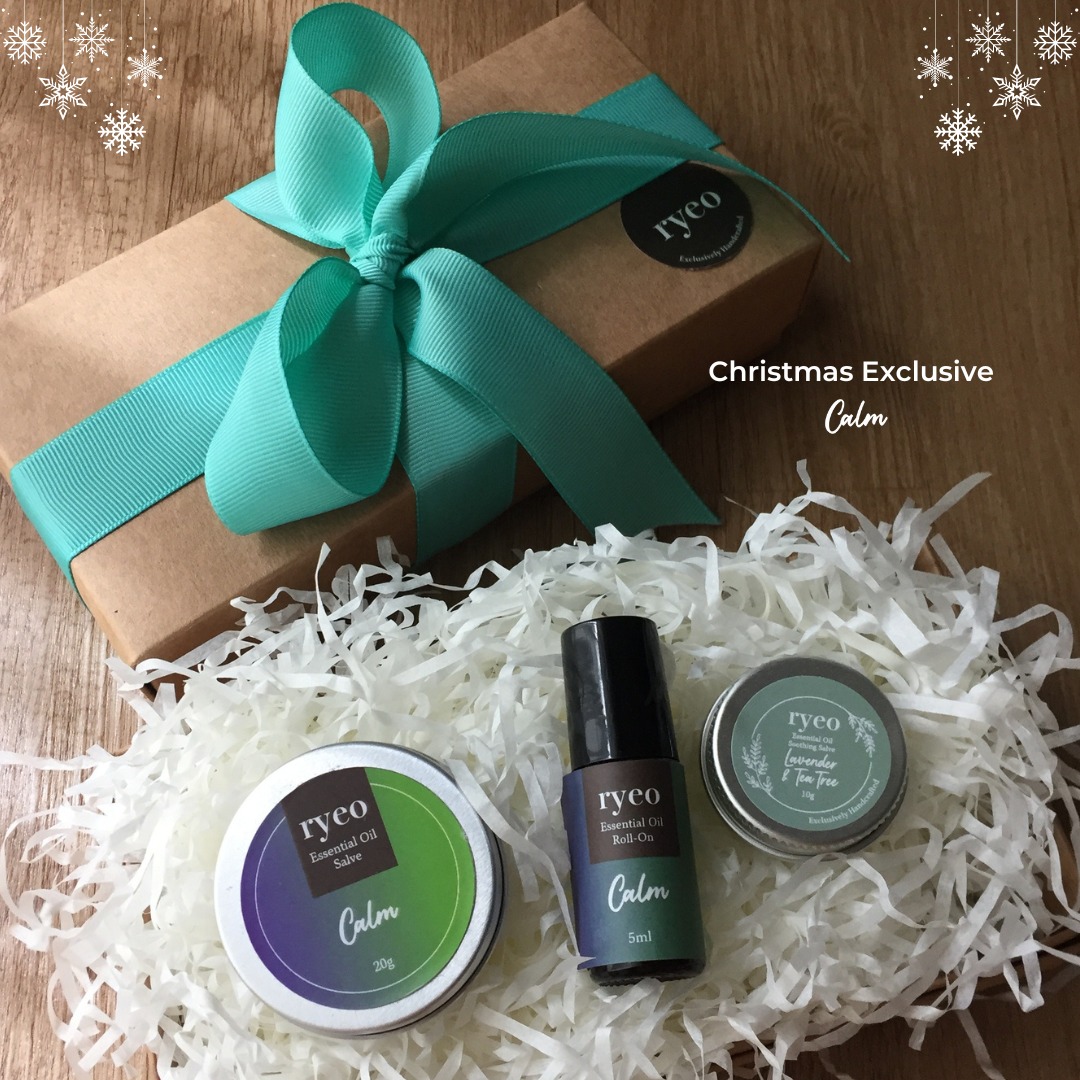 ryeo
Exclusively Handcrafted
Christmas Exclusive
Calm
ryeo
Essential Oil
Salve
Calm
20g
ryeo
Essential Oil
Roll-On
Calm
5ml
ryeo
Essential Oil
Soothing Salve
Lavender
& Tea Tree
10g
Exclusively Handcrafted